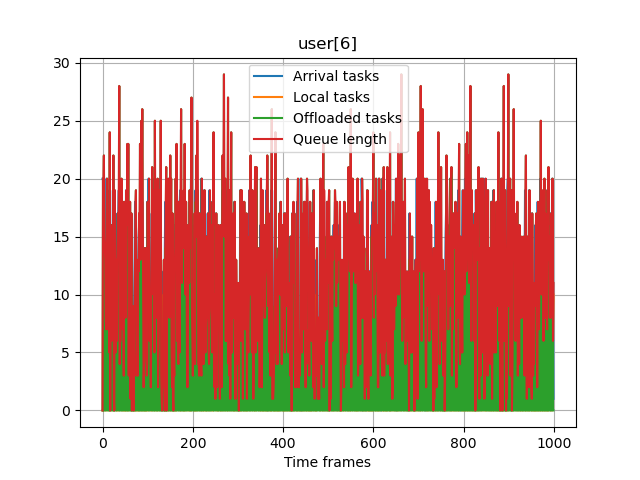 user[6]
30
25
20
15
10
5
0
Arrival tasks
Local tasks
Offloaded tasks
Queue length
0 200 400 600 800 1000
Time frames